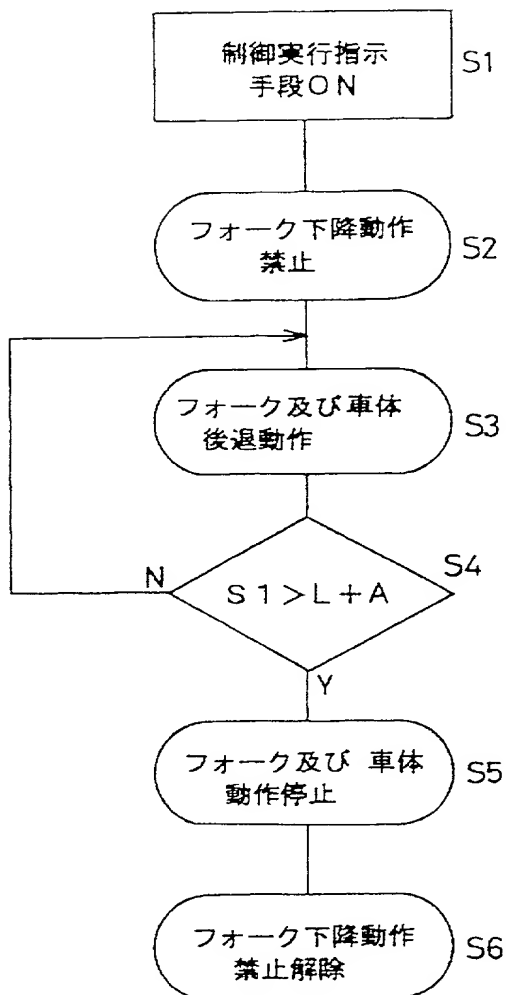 制御実行指示
手段ON
S1
フォーク下降動作
禁止
S2
フォーク及び車体
後退動作
S3
S4
N
S1>L+A
Y
フォーク及び 車体
動作停止
S5
フォーク下降動作
禁止解除
S6